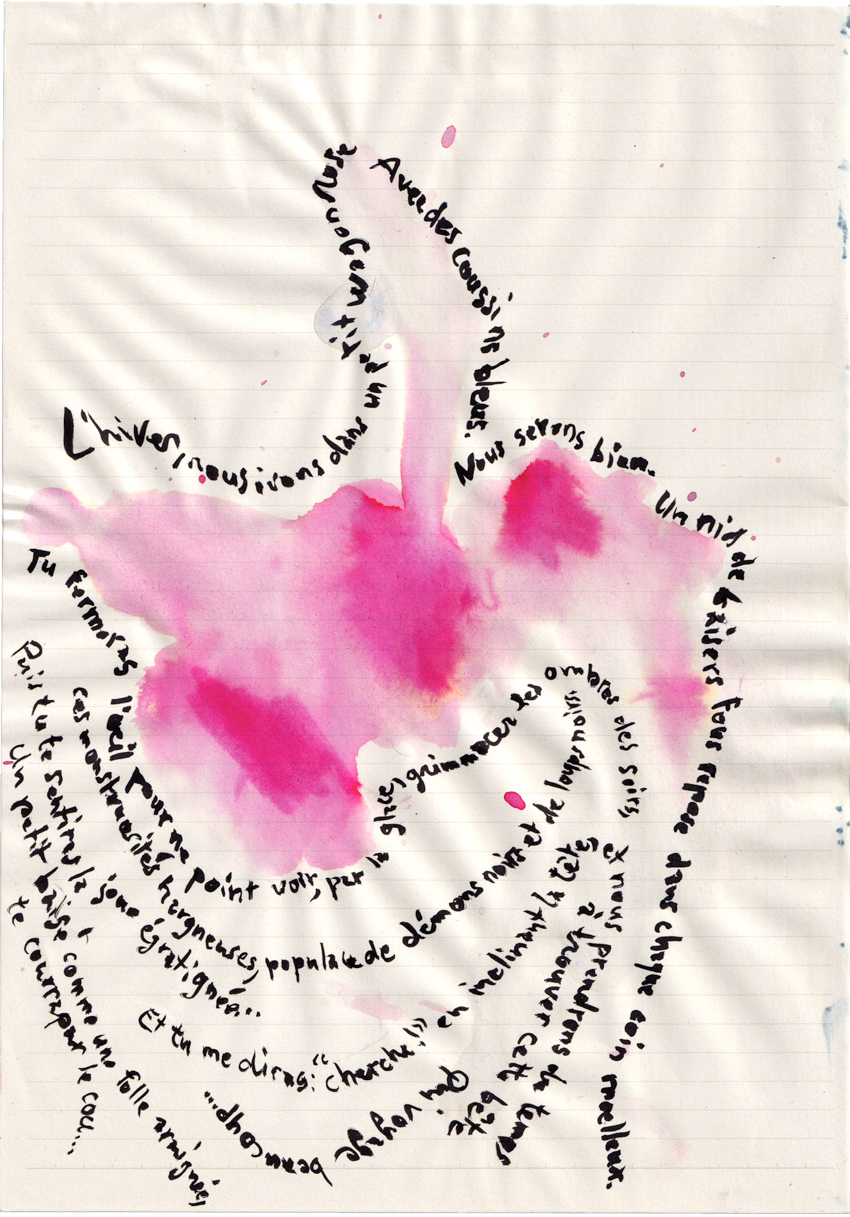 L'hiver, nous irons dans un petit wagon rose
Avec des coussins bleus.
Nous serons bien. Un nid de baisers fous repose dans chaque coin moelleux.
Tu fermeras l'œil pour ne point voir, par la glace, grimmacer les ombres des soirs,
ces monstruosités hargneuses, populace de démons noirs et de loups noirs
Puis tu te sentiras la joue égratignée...
Un petit baiser comme une folle araignée
te courra par le cou...
Et tu me diras: "cherche!" en inclinant la tête
et nous prendrons du temps
à trouver cette bête
Qui voyage beaucoup...